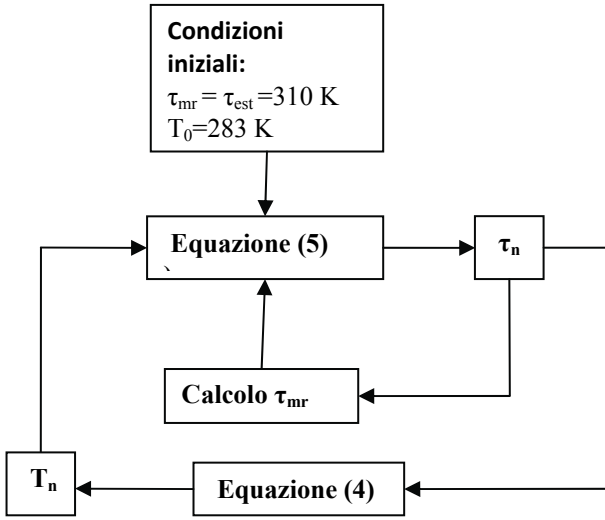 Condizioni
iniziali:
τmr = τest =310 K
T0=283 K
Equazione (5)
`
τn
Calcolo τmr
Tn
Equazione (4)